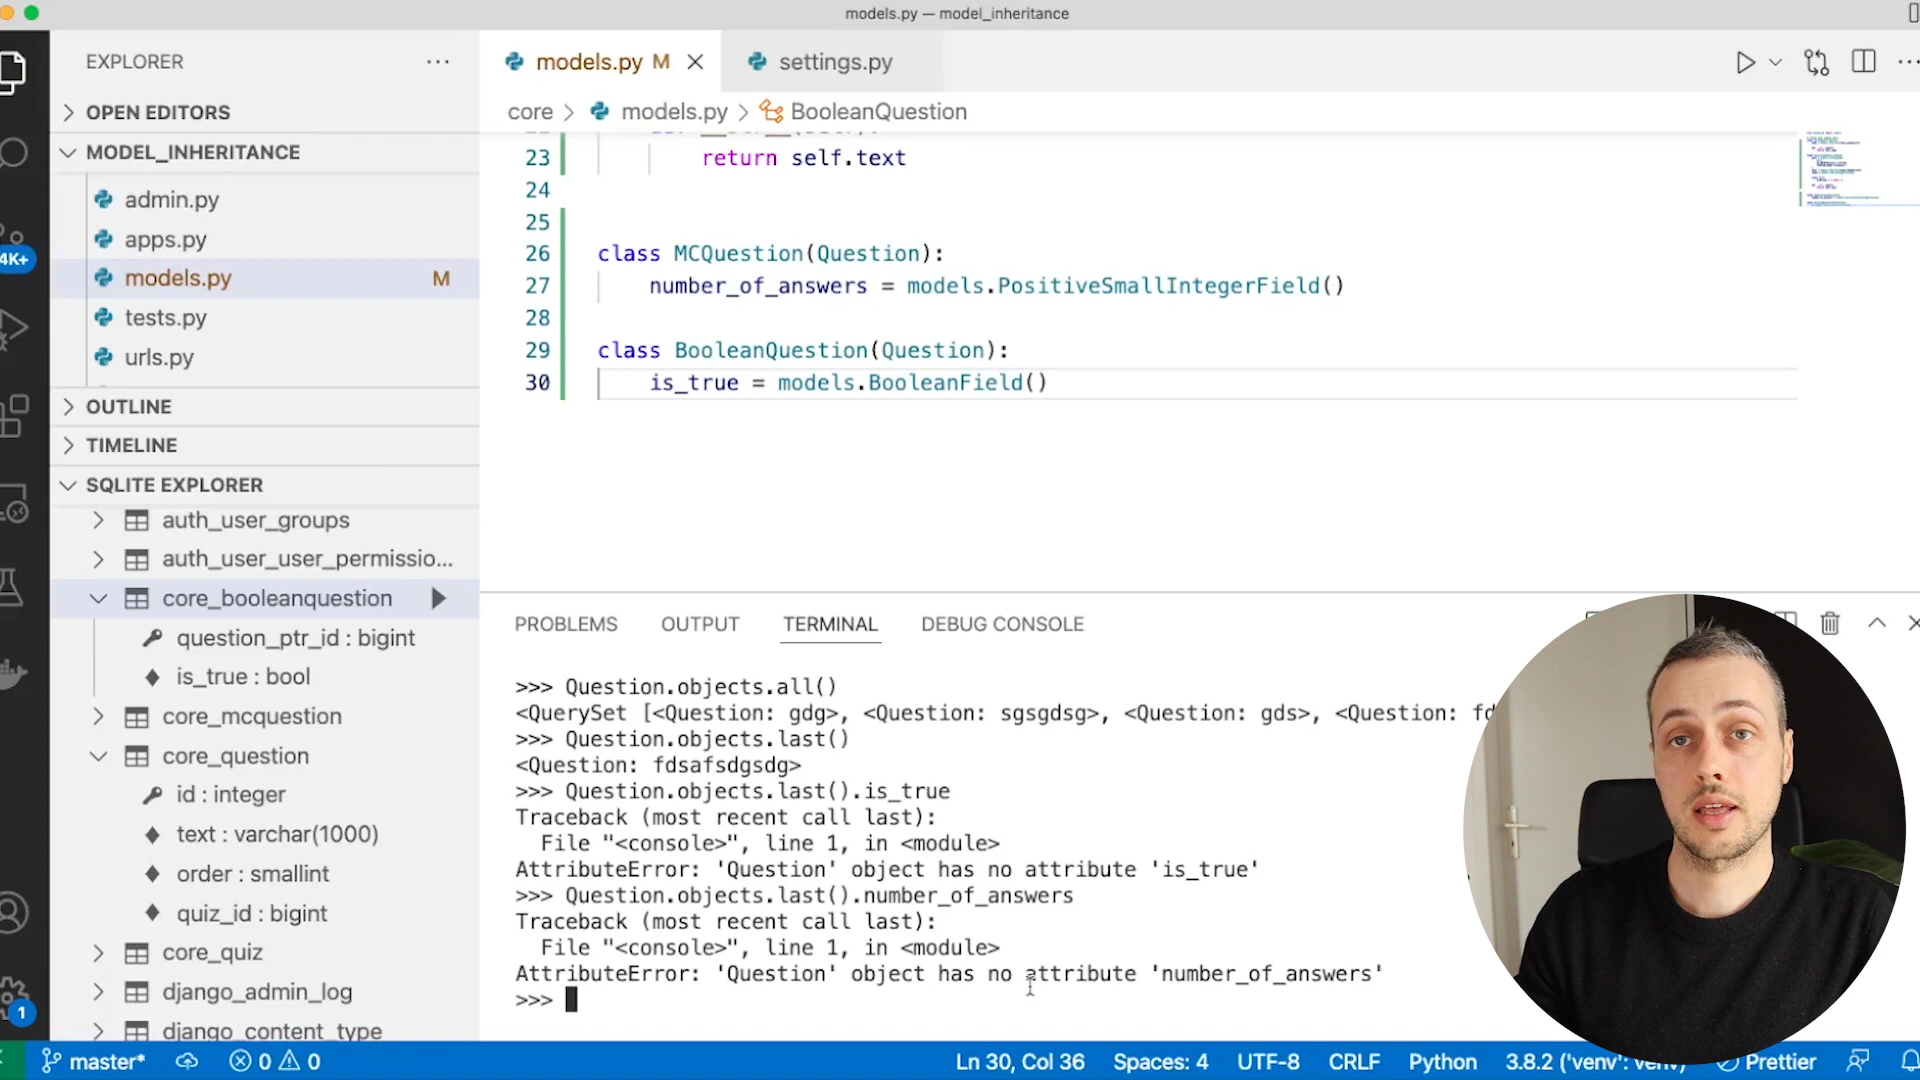 models.py — model_inheritance
EXPLORER
models.py M
settings.py
OPEN EDITORS
core > models.py > BooleanQuestion
MODEL_INHERITANCE
admin.py
apps.py
models.py M
tests.py
urls.py
OUTLINE
TIMELINE
SQLITE EXPLORER
auth_user_groups
auth_user_user_permissio...
core_booleanquestion
question_ptr_id : bigint
is_true : bool
core_mcquestion
core_question
id : integer
text : varchar(1000)
order : smallint
quiz_id : bigint
core_quiz
django_admin_log
django_content_type
4K+
1
23 return self.text
24
25
26 class MCQuestion(Question):
27 number_of_answers = models.PositiveSmallIntegerField()
28
29 class BooleanQuestion(Question):
30 is_true = models.BooleanField()
PROBLEMS OUTPUT TERMINAL DEBUG CONSOLE
>>> Question.objects.all()
<QuerySet [<Question: gdg>, <Question: sgsgdsg>, <Question: gds>, <Question:
>>> Question.objects.last()
<Question: fdsafsdgsdg>
>>> Question.objects.last().is_true
Traceback (most recent call last):
File "<console>", line 1, in <module>
AttributeError: 'Question' object has no attribute 'is_true'
>>> Question.objects.last().number_of_answers
Traceback (most recent call last):
File "<console>", line 1, in <module>
AttributeError: 'Question' object has no attribute 'number_of_answers'
>>>
master* 0 0 Ln 30, Col 36 Spaces: 4 UTF-8 CRLF Python 3.8.2 ('venv': venv) Prettier